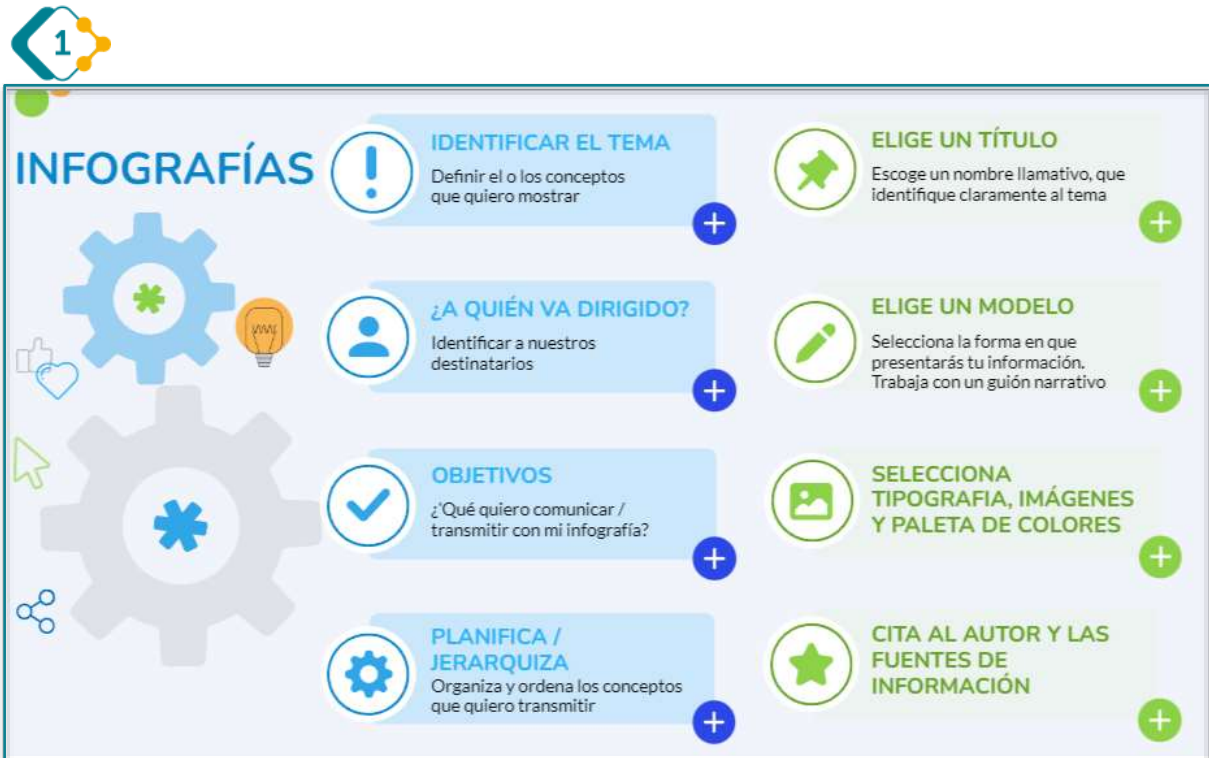 1
INFOGRAFÍAS
IDENTIFICAR EL TEMA
Definir el o los conceptos
que quiero mostrar
+
¿A QUIÉN VA DIRIGIDO?
Identificar a nuestros
destinatarios
+
OBJETIVOS
¿'Qué quiero comunicar /
transmitir con mi infografía?
+
PLANIFICA /
JERARQUIZA
Organiza y ordena los conceptos
que quiero transmitir
+
ELIGE UN TÍTULO
Escoge un nombre llamativo, que
identifique claramente al tema
+
ELIGE UN MODELO
Selecciona la forma en que
presentarás tu información.
Trabaja con un guión narrativo
+
SELECCIONA
TIPOGRAFIA, IMÁGENES
Y PALETA DE COLORES
+
CITA AL AUTOR Y LAS
FUENTES DE
INFORMACIÓN
+